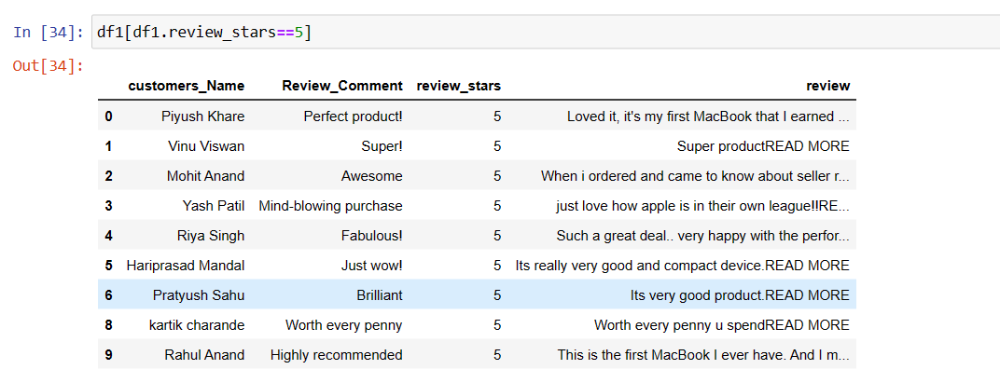 In [34]: df1[df1.review_stars==5]
Out[34]:
customers_Name Review_Comment review_stars review
0 Piyush Khare Perfect product! 5 Loved it, it's my first MacBook that I earned ...
1 Vinu Viswan Super! 5 Super productREAD MORE
2 Mohit Anand Awesome 5 When i ordered and came to know about seller r...
3 Yash Patil Mind-blowing purchase 5 just love how apple is in their own league!!RE...
4 Riya Singh Fabulous! 5 Such a great deal.. very happy with the perfor...
5 Hariprasad Mandal Just wow! 5 Its really very good and compact device.READ MORE
6 Pratyush Sahu Brilliant 5 Its very good product.READ MORE
8 kartik charande Worth every penny 5 Worth every penny u spendREAD MORE
9 Rahul Anand Highly recommended 5 This is the first MacBook I ever have. And I m...